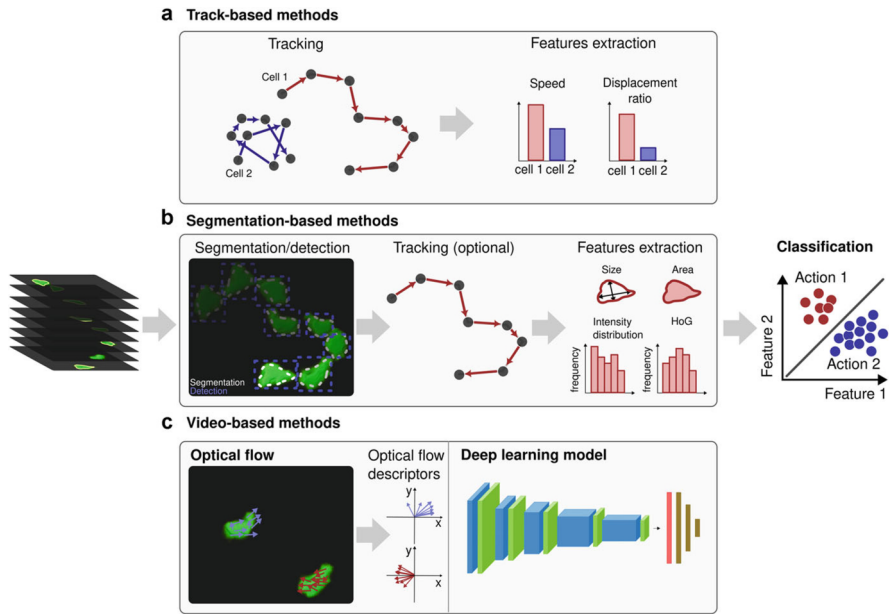 a Track-based methods
Tracking
Features extraction
Cell 1
Cell 2
Speed
Displacement
ratio
cell 1 cell 2
cell 1 cell 2
b Segmentation-based methods
Segmentation/detection
Tracking (optional)
Features extraction
Segmentation
Detection
Size
Area
Intensity
distribution
HoG
frequency
frequency
Classification
Action 1
Action 2
Feature 2
Feature 1
c Video-based methods
Optical flow
Optical flow
descriptors
y
x
y
x
Deep learning model